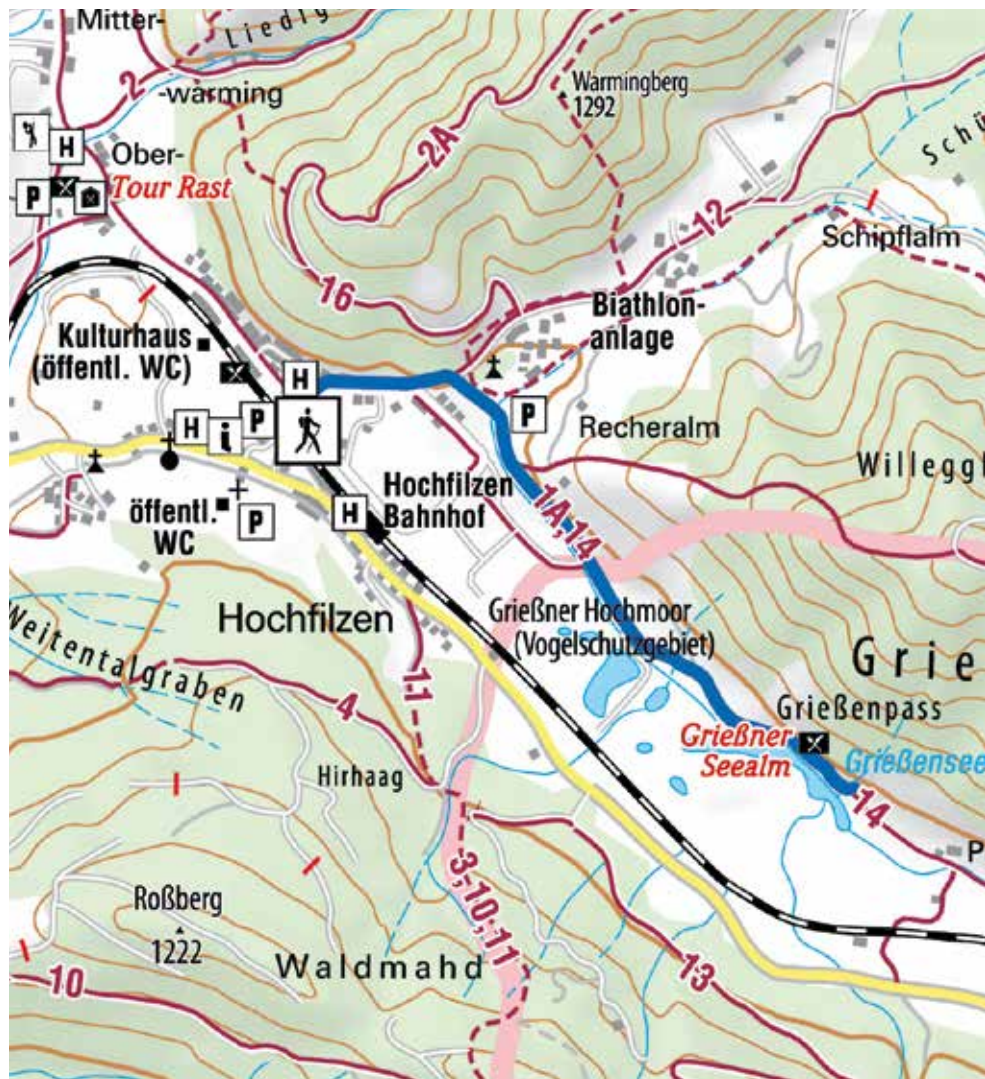 Mitter-
Liedlg
-warming
2
Warmingberg
1292
2A
Schü
H
Ober-
Tour Rast
P
12
Schipflalm
16
Biathlon-
anlage
Kulturhaus
(öffentl. WC)
H
H
i
P
P
Recheralm
Willeggf
Hochfilzen
Bahnhof
1A,14
öffentl.
WC
P
H
Hochfilzen
Grießner Hochmoor
(Vogelschutzgebiet)
Weitentalgraben
Grie
11
4
Grießenpass
Grießner
Seealm
Grießensee
Hirhaag
14
P
3,10,11
Roßberg
1222
Waldmahd
13
10